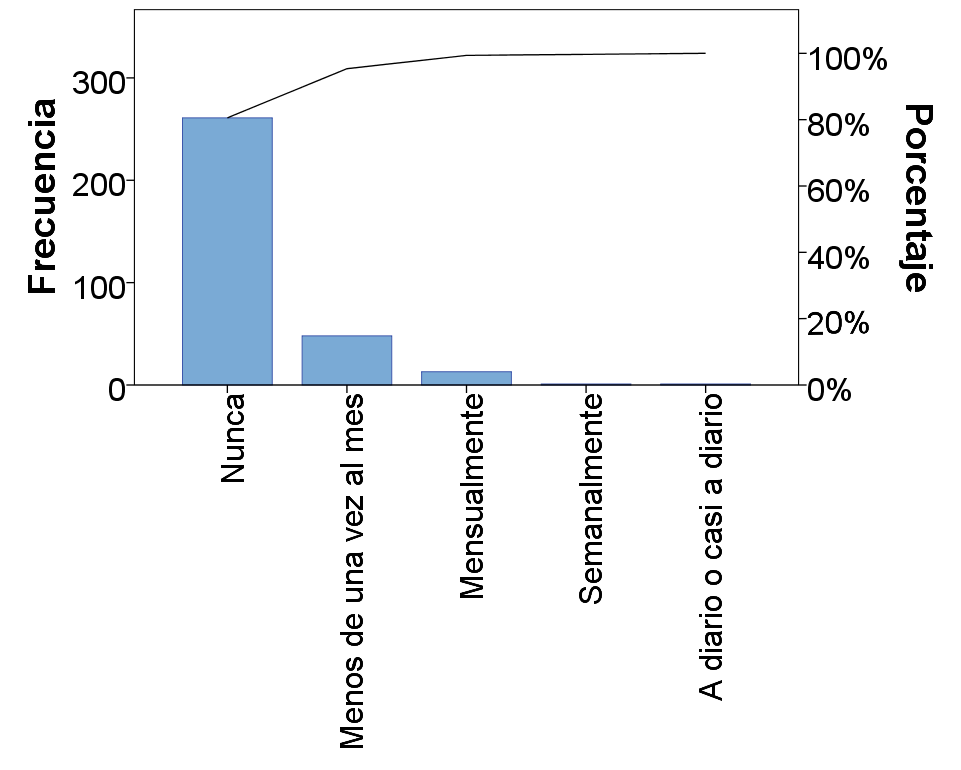 Frecuencia
300
200
100
0
100%
80%
60%
40%
20%
0%
Porcentaje
Nunca
Menos de una vez al mes
Mensualmente
Semanalmente
A diario o casi a diario